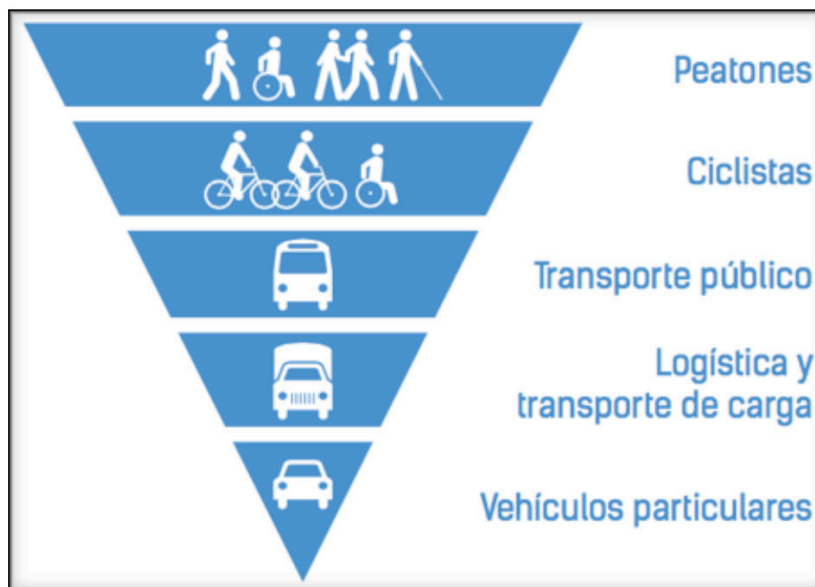 Peatones
Ciclistas
Transporte público
Logística y
transporte de carga
Vehículos particulares